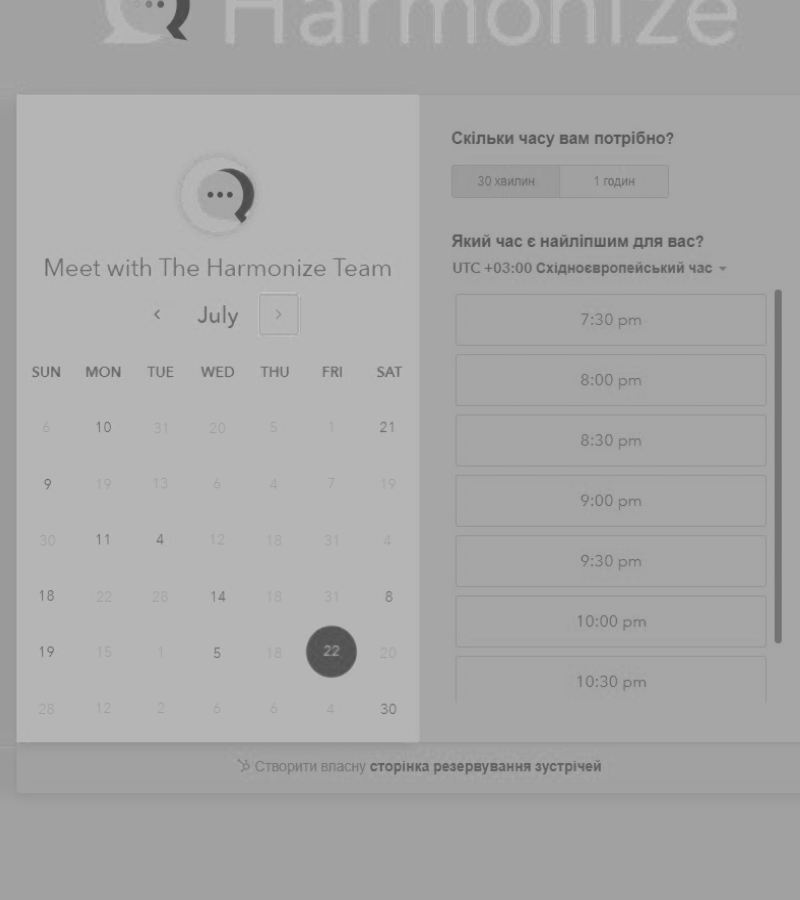 Harmonize
Meet with The Harmonize Team
July
SUN MON TUE WED THU FRI SAT
6 10 31 20 5 1 21
9 19 13 6 4 7 19
30 11 4 12 18 31 4
18 22 28 14 18 31 8
19 15 1 5 18 22 20
28 12 2 6 6 4 30
Скільки часу вам потрібно?
30 хвилин 1 годин
Який час є найліпшим для вас?
UTC +03:00 Східноєвропейський час
7:30 pm
8:00 pm
8:30 pm
9:00 pm
9:30 pm
10:00 pm
10:30 pm
Створити власну сторінка резервування зустрічей